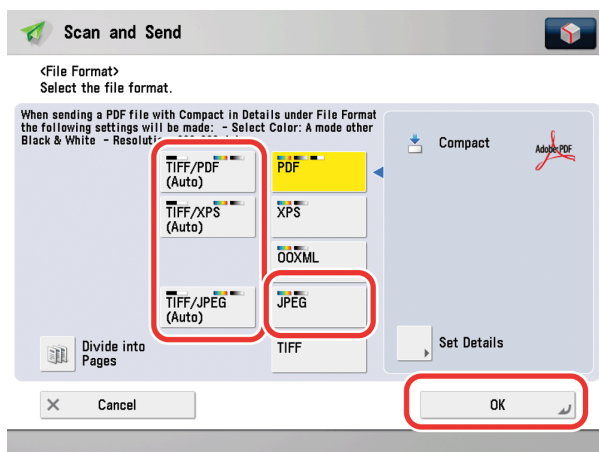 Scan and Send
<File Format>
Select the file format.
When sending a PDF file with Compact in Details under File Format
the following settings will be made: - Select Color: A mode other
Black & White - Resolution
Compact
Adobe PDF
TIFF/PDF
(Auto)
PDF
TIFF/XPS
(Auto)
XPS
OOXML
TIFF/JPEG
(Auto)
JPEG
Divide into
Pages
TIFF
Set Details
Cancel
OK